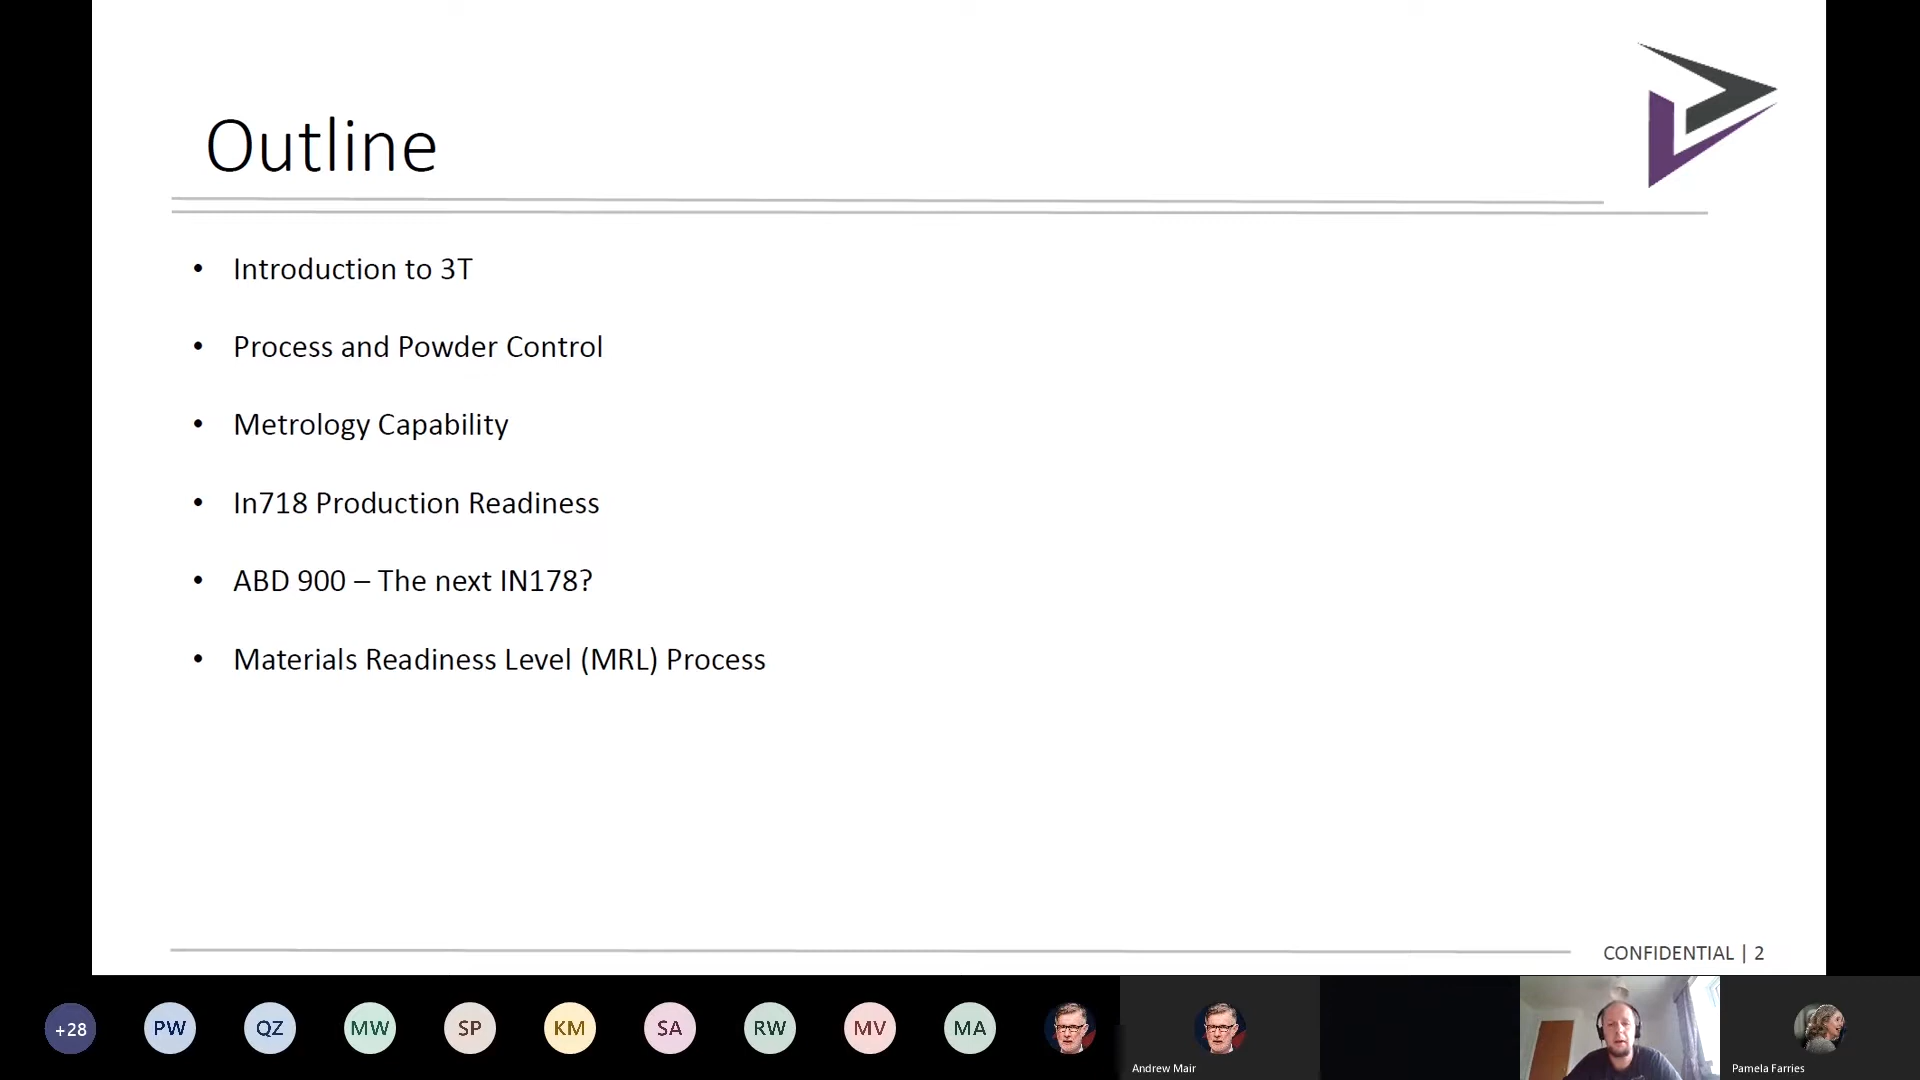 Outline
• Introduction to 3T
• Process and Powder Control
• Metrology Capability
• In718 Production Readiness
• ABD 900 – The next IN178?
• Materials Readiness Level (MRL) Process
CONFIDENTIAL | 2
+28 PW QZ MW SP KM SA RW MV MA
Andrew Mair
Pamela Farries